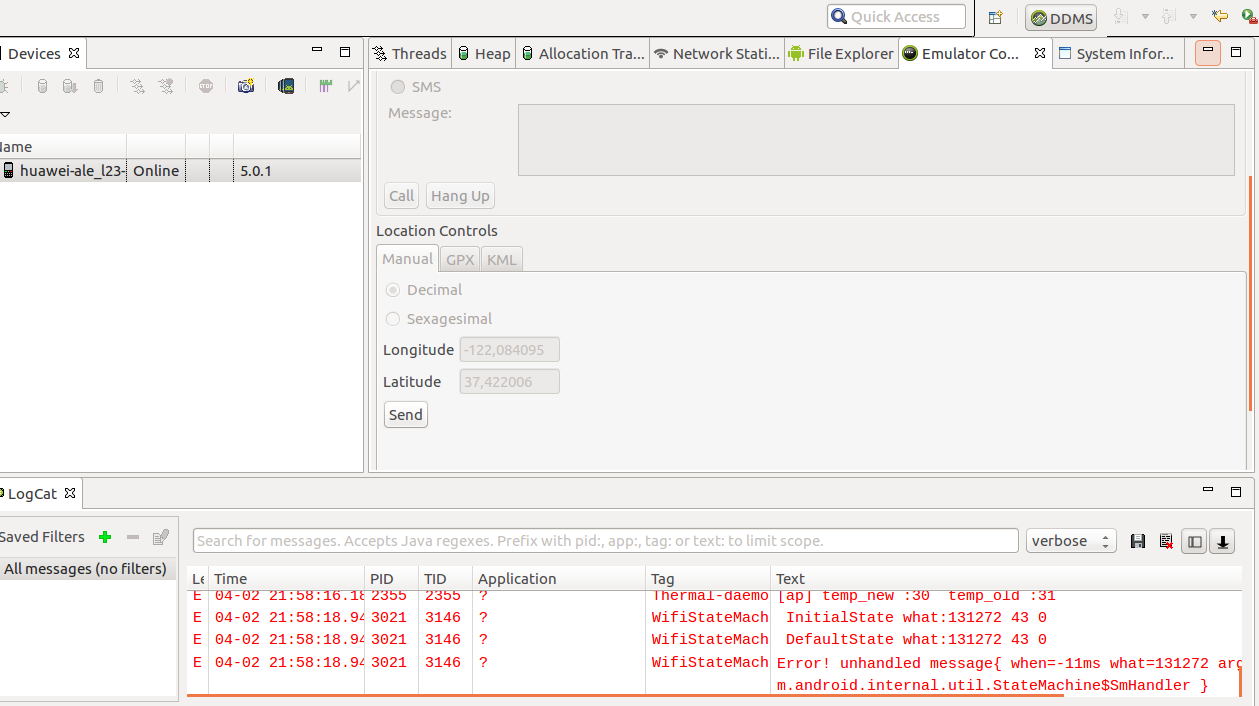 Quick Access
DDMS
Devices
Threads
Heap
Allocation Tra...
Network Stati...
File Explorer
Emulator Co...
System Infor...
SMS
Message:
ame
huawei-ale_l23-
Online
5.0.1
Call
Hang Up
Location Controls
Manual
GPX
KML
Decimal
Sexagesimal
Longitude
-122,084095
Latitude
37,422006
Send
LogCat
Saved Filters
Search for messages. Accepts Java regexes. Prefix with pid:, app:, tag: or text: to limit scope.
verbose
All messages (no filters)
Le Time PID TID Application Tag Text
E 04-02 21:58:16.18 2355 2355 ? Thermal-daemo [ap] temp_new :30 temp_old :31
E 04-02 21:58:18.94 3021 3146 ? WifiStateMach InitialState what:131272 43 0
E 04-02 21:58:18.94 3021 3146 ? WifiStateMach DefaultState what:131272 43 0
E 04-02 21:58:18.94 3021 3146 ? WifiStateMach Error! unhandled message{ when=-11ms what=131272 arg
m.android.internal.util.StateMachine$SmHandler }